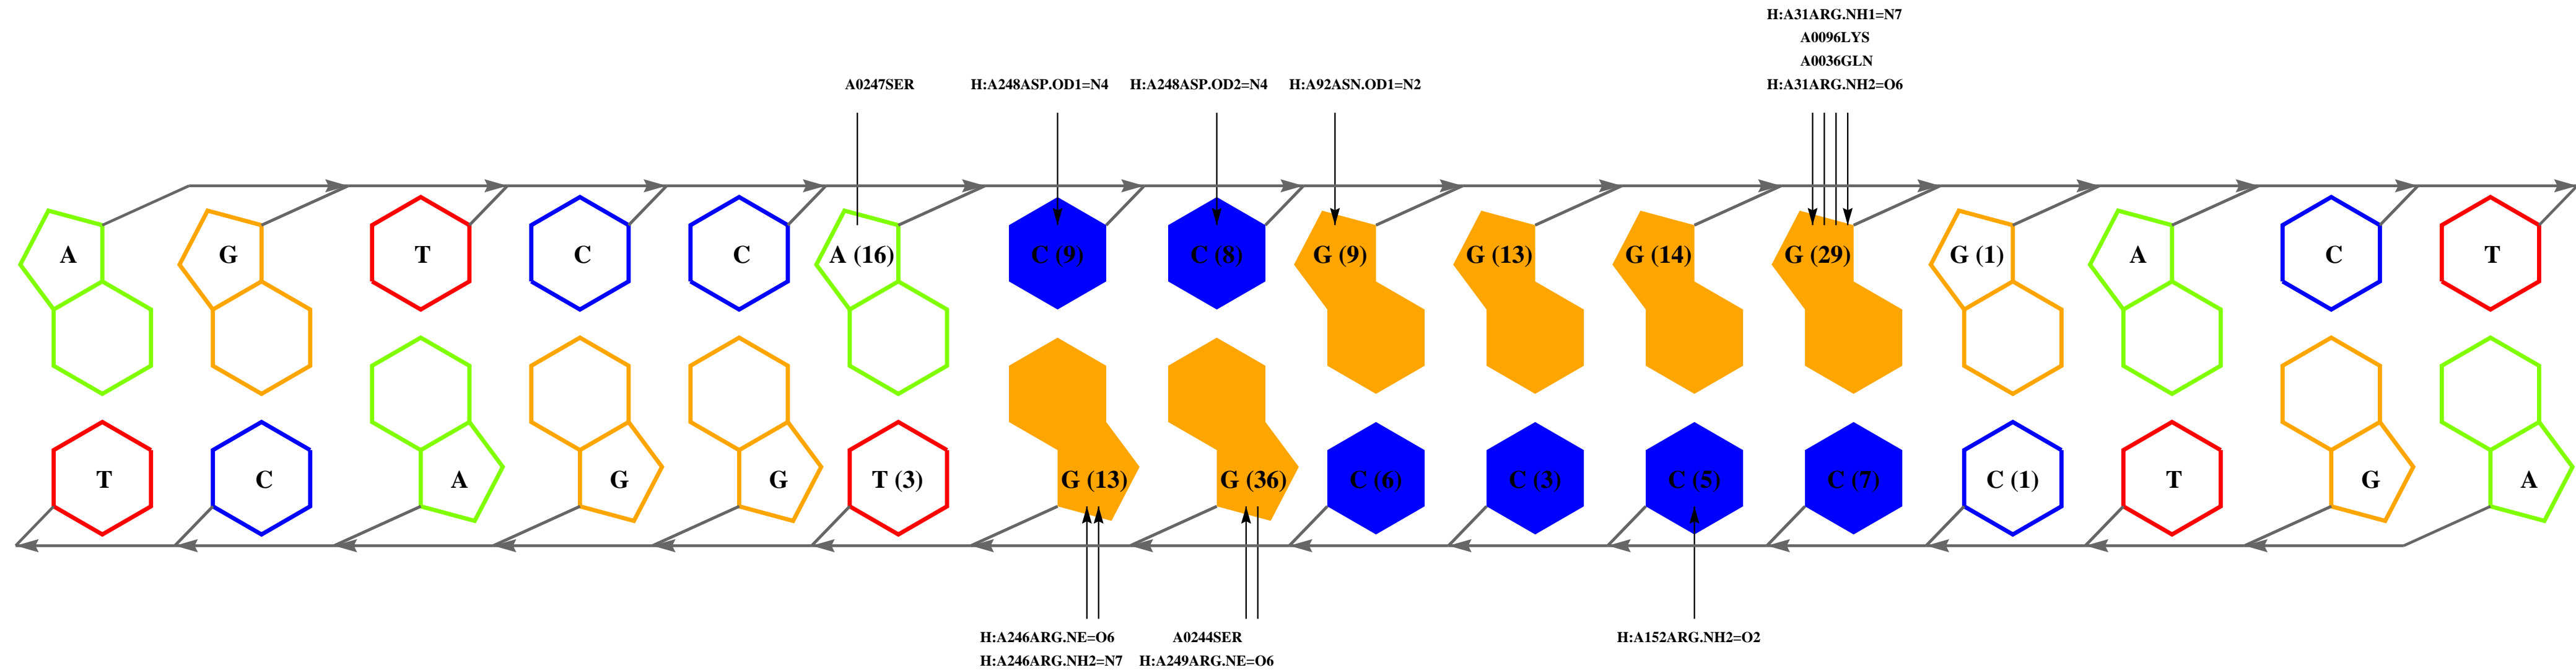 H:A31ARG.NH1=N7
A0096LYS
A0036GLN
A0247SER H:A248ASP.OD1=N4 H:A248ASP.OD2=N4 H:A92ASN.OD1=N2 H:A31ARG.NH2=O6
A G T C C A (16) C (9) C (8) G (9) G (13) G (14) G (29) G (1) A C T
T C A G G T (3) G (13) G (36) C (6) C (3) C (5) C (7) C (1) T G A
H:A246ARG.NE=O6 A0244SER H:A152ARG.NH2=O2
H:A246ARG.NH2=N7 H:A249ARG.NE=O6